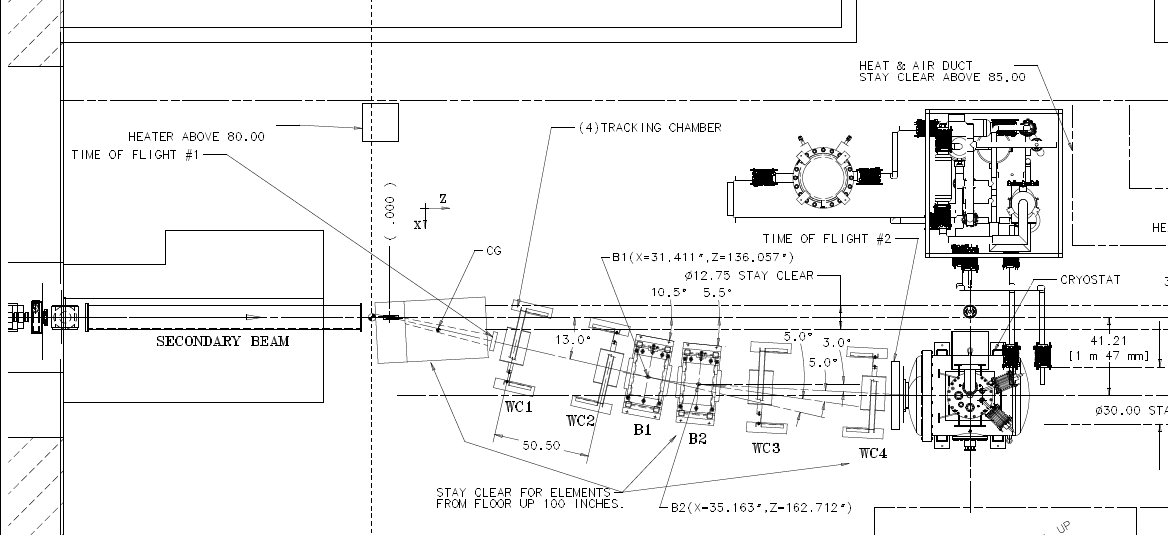 HEAT & AIR DUCT
STAY CLEAR ABOVE 85.00
(4)TRACKING CHAMBER
HEATER ABOVE 80.00
TIME OF FLIGHT #1
( .000 )
Z
X
HE
TIME OF FLIGHT #2
CG
B1(X=31.411",Z=136.057")
Ø12.75 STAY CLEAR
CRYOSTAT
10.5° 5.5°
SECONDARY BEAM
13.0°
5.0°
3.0°
5.0°
41.21
[1 m 47 mm]
WC1
WC2
B1
B2
WC3
WC4
Ø30.00 STA
50.50
STAY CLEAR FOR ELEMENTS
FROM FLOOR UP 100 INCHES.
B2(X=35.163",Z=162.712")
UP